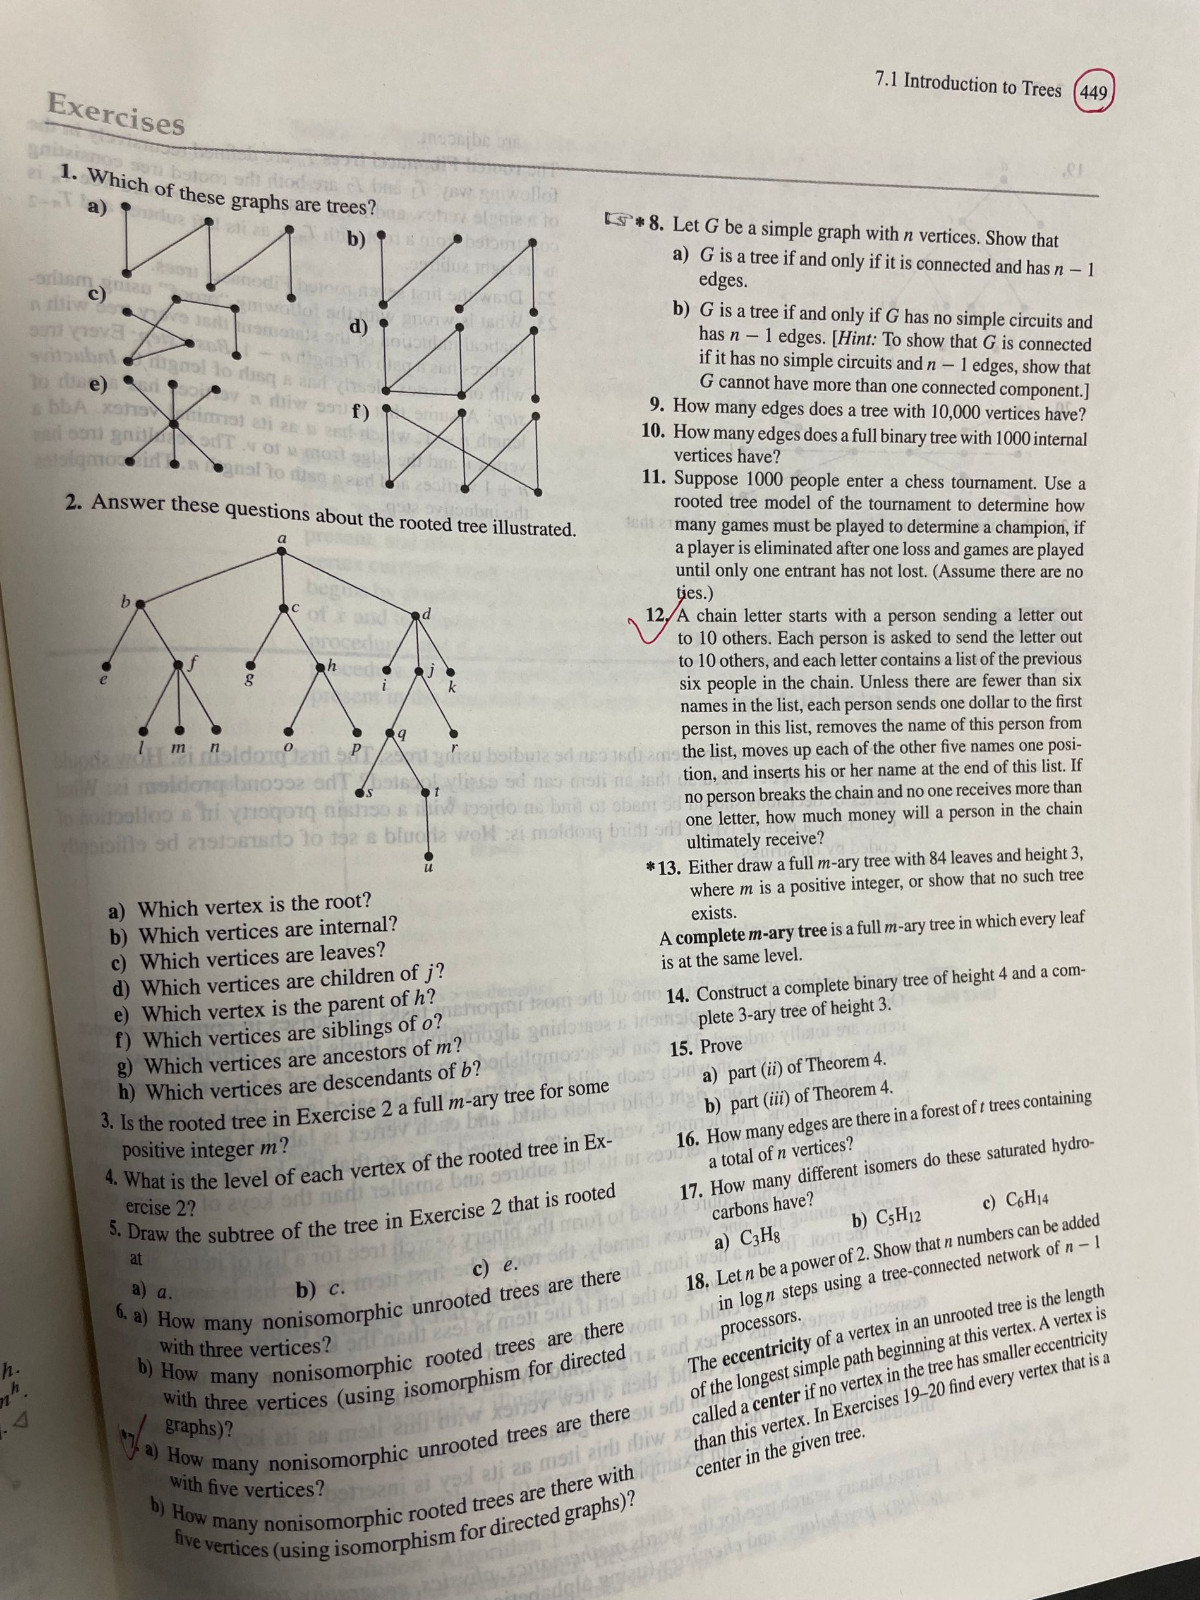 7.1 Introduction to Trees 449
Exercises
1. Which of these graphs are trees?
a)
b)
c)
d)
e)
f)
2. Answer these questions about the rooted tree illustrated.
a
b
c
d
e
f
g
h
i
j
k
l
m
n
o
p
q
r
s
t
u
a) Which vertex is the root?
b) Which vertices are internal?
c) Which vertices are leaves?
d) Which vertices are children of j?
e) Which vertex is the parent of h?
f) Which vertices are siblings of o?
g) Which vertices are ancestors of m?
h) Which vertices are descendants of b?
3. Is the rooted tree in Exercise 2 a full m-ary tree for some
positive integer m?
4. What is the level of each vertex of the rooted tree in Ex-
ercise 2?
5. Draw the subtree of the tree in Exercise 2 that is rooted
at
a) a. b) c. c) e.
6. a) How many nonisomorphic unrooted trees are there
with three vertices?
b) How many nonisomorphic rooted trees are there
with three vertices (using isomorphism for directed
graphs)?
*7. a) How many nonisomorphic unrooted trees are there
with five vertices?
b) How many nonisomorphic rooted trees are there with
five vertices (using isomorphism for directed graphs)?
☞ *8. Let G be a simple graph with n vertices. Show that
a) G is a tree if and only if it is connected and has n − 1
edges.
b) G is a tree if and only if G has no simple circuits and
has n − 1 edges. [Hint: To show that G is connected
if it has no simple circuits and n − 1 edges, show that
G cannot have more than one connected component.]
9. How many edges does a tree with 10,000 vertices have?
10. How many edges does a full binary tree with 1000 internal
vertices have?
11. Suppose 1000 people enter a chess tournament. Use a
rooted tree model of the tournament to determine how
many games must be played to determine a champion, if
a player is eliminated after one loss and games are played
until only one entrant has not lost. (Assume there are no
ties.)
12. A chain letter starts with a person sending a letter out
to 10 others. Each person is asked to send the letter out
to 10 others, and each letter contains a list of the previous
six people in the chain. Unless there are fewer than six
names in the list, each person sends one dollar to the first
person in this list, removes the name of this person from
the list, moves up each of the other five names one posi-
tion, and inserts his or her name at the end of this list. If
no person breaks the chain and no one receives more than
one letter, how much money will a person in the chain
ultimately receive?
*13. Either draw a full m-ary tree with 84 leaves and height 3,
where m is a positive integer, or show that no such tree
exists.
A complete m-ary tree is a full m-ary tree in which every leaf
is at the same level.
14. Construct a complete binary tree of height 4 and a com-
plete 3-ary tree of height 3.
15. Prove
a) part (ii) of Theorem 4.
b) part (iii) of Theorem 4.
16. How many edges are there in a forest of t trees containing
a total of n vertices?
17. How many different isomers do these saturated hydro-
carbons have?
a) C₃H₈ b) C₅H₁₂ c) C₆H₁₄
18. Let n be a power of 2. Show that n numbers can be added
in log n steps using a tree-connected network of n − 1
processors.
The eccentricity of a vertex in an unrooted tree is the length
of the longest simple path beginning at this vertex. A vertex is
called a center if no vertex in the tree has smaller eccentricity
than this vertex. In Exercises 19–20 find every vertex that is a
center in the given tree.